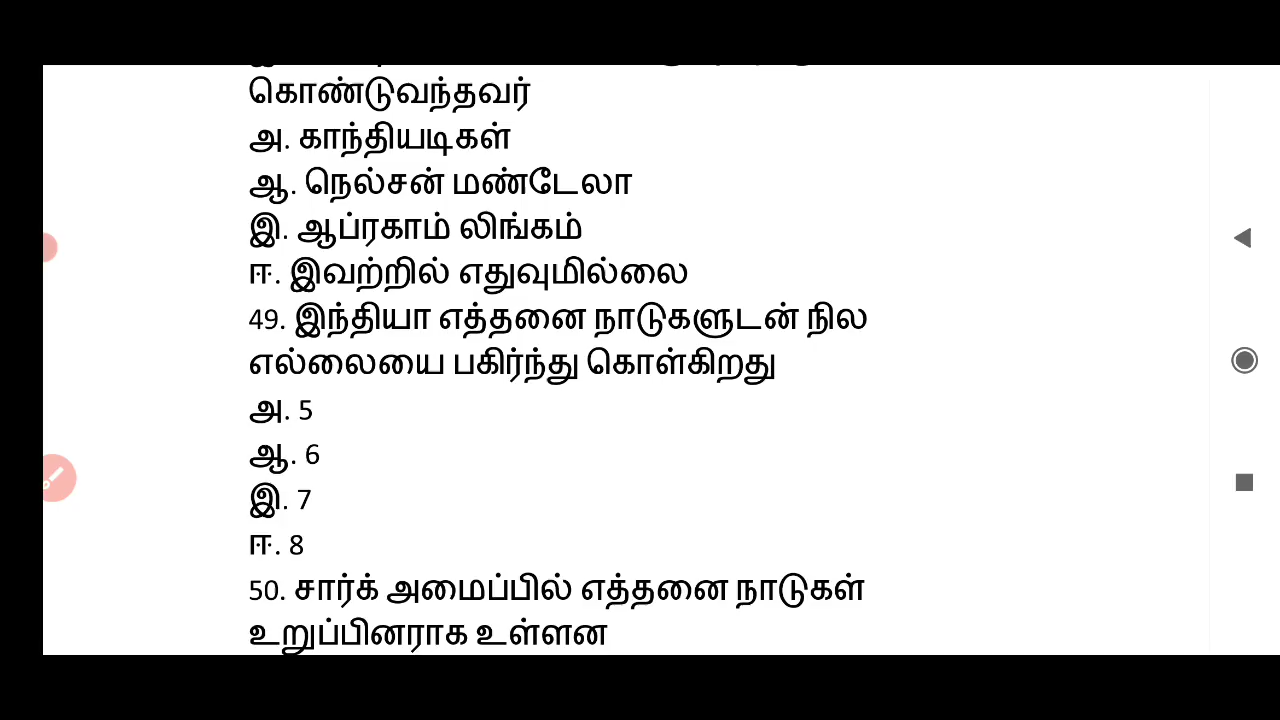 கொண்டுவந்தவர்
அ. காந்தியடிகள்
ஆ. நெல்சன் மண்டேலா
இ. ஆப்ரகாம் லிங்கம்
ஈ. இவற்றில் எதுவுமில்லை
49. இந்தியா எத்தனை நாடுகளுடன் நில
எல்லையை பகிர்ந்து கொள்கிறது
அ. 5
ஆ. 6
இ. 7
ஈ. 8
50. சார்க் அமைப்பில் எத்தனை நாடுகள்
உறுப்பினராக உள்ளன